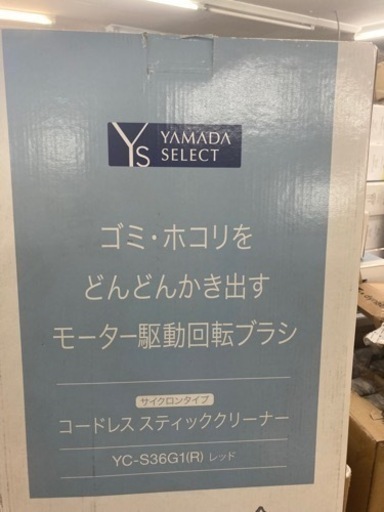 Ys YAMADA
SELECT
ゴミ・ホコリを
どんどんかき出す
モーター駆動回転ブラシ
サイクロンタイプ
コードレス スティッククリーナー
YC-S36G1(R) レッド